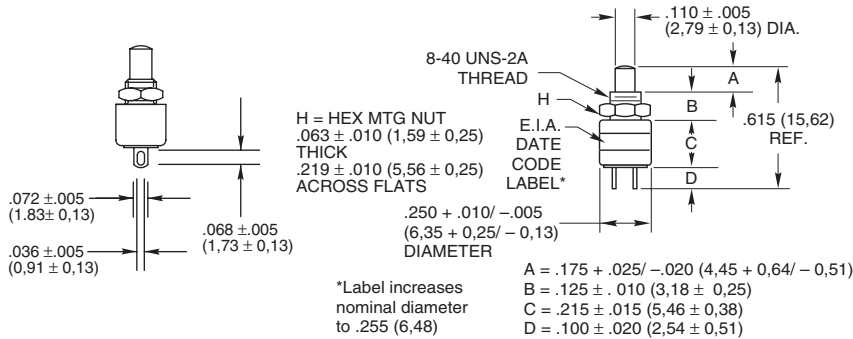 .110 ± .005
(2,79 ± 0,13) DIA.
8-40 UNS-2A
THREAD
A
H
B
.615 (15,62)
REF.
H = HEX MTG NUT
.063 ± .010 (1,59 ± 0,25)
THICK
.219 ± .010 (5,56 ± 0,25)
ACROSS FLATS
E.I.A.
DATE
CODE
LABEL*
C
D
.072 ±.005
(1.83± 0,13)
.068 ±.005
(1,73 ± 0,13)
.036 ±.005
(0,91 ± 0,13)
.250 + .010/ –.005
(6,35 + 0,25/ – 0,13)
DIAMETER
*Label increases
nominal diameter
to .255 (6,48)
A = .175 + .025/ –.020 (4,45 + 0,64/ – 0,51)
B = .125 ± . 010 (3,18 ± 0,25)
C = .215 ± .015 (5,46 ± 0,38)
D = .100 ± .020 (2,54 ± 0,51)